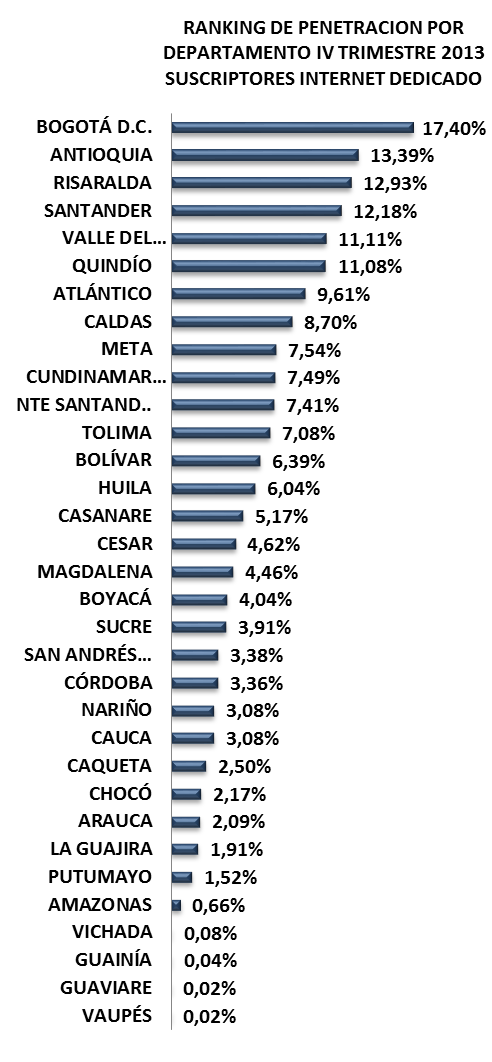 RANKING DE PENETRACION POR
DEPARTAMENTO IV TRIMESTRE 2013
SUSCRIPTORES INTERNET DEDICADO
BOGOTÁ D.C. 17,40%
ANTIOQUIA 13,39%
RISARALDA 12,93%
SANTANDER 12,18%
VALLE DEL... 11,11%
QUINDÍO 11,08%
ATLÁNTICO 9,61%
CALDAS 8,70%
META 7,54%
CUNDINAMAR... 7,49%
NTE SANTAND.. 7,41%
TOLIMA 7,08%
BOLÍVAR 6,39%
HUILA 6,04%
CASANARE 5,17%
CESAR 4,62%
MAGDALENA 4,46%
BOYACÁ 4,04%
SUCRE 3,91%
SAN ANDRÉS... 3,38%
CÓRDOBA 3,36%
NARIÑO 3,08%
CAUCA 3,08%
CAQUETA 2,50%
CHOCÓ 2,17%
ARAUCA 2,09%
LA GUAJIRA 1,91%
PUTUMAYO 1,52%
AMAZONAS 0,66%
VICHADA 0,08%
GUAINÍA 0,04%
GUAVIARE 0,02%
VAUPÉS 0,02%